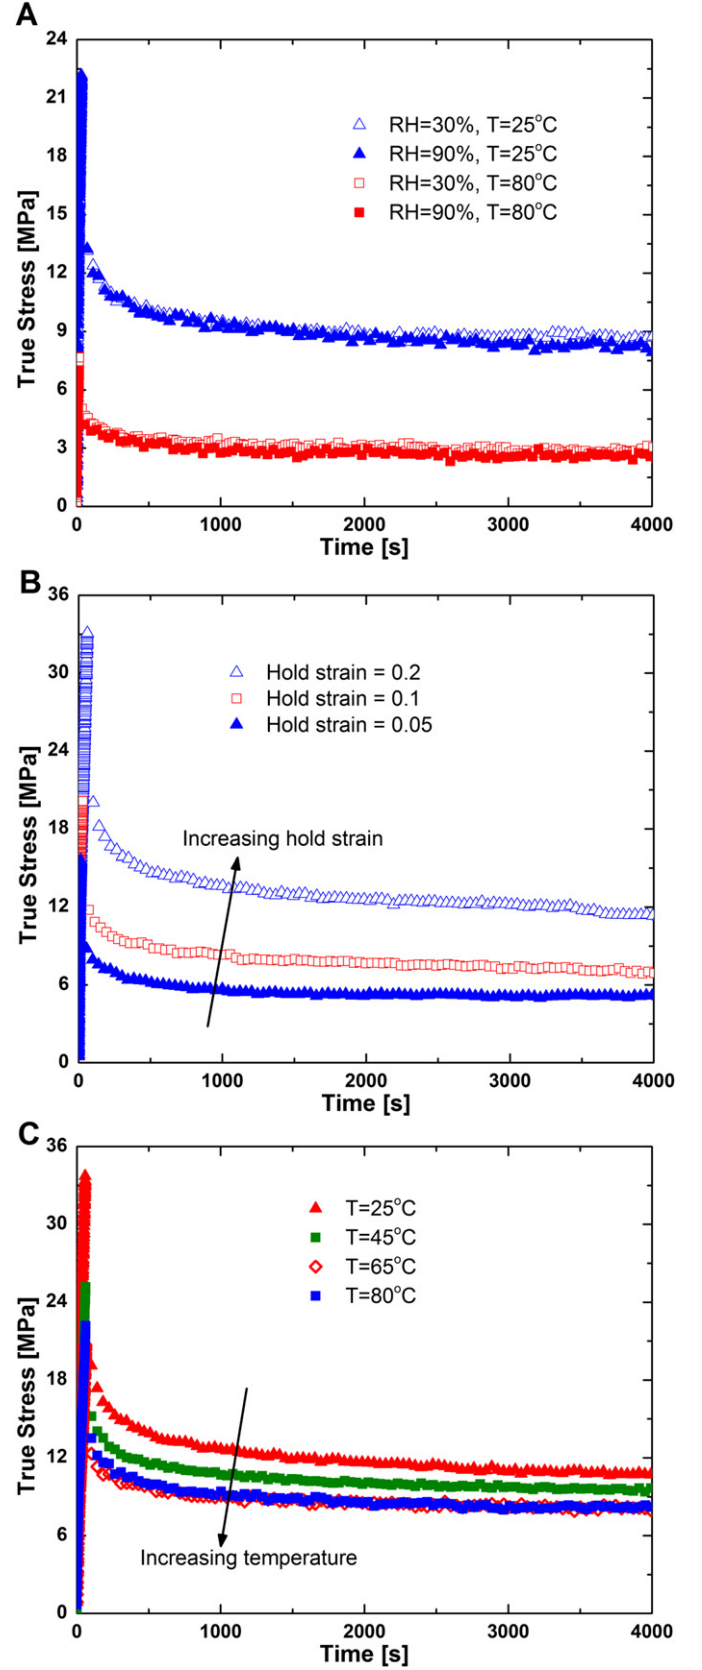 A
24
21
18
15
12
9
6
3
0
True Stress [MPa]
RH=30%, T=25°C
RH=90%, T=25°C
RH=30%, T=80°C
RH=90%, T=80°C
0 1000 2000 3000 4000
Time [s]
B
36
30
24
18
12
6
0
True Stress [MPa]
Hold strain = 0.2
Hold strain = 0.1
Hold strain = 0.05
Increasing hold strain
0 1000 2000 3000 4000
Time [s]
C
36
30
24
18
12
6
0
True Stress [MPa]
T=25°C
T=45°C
T=65°C
T=80°C
Increasing temperature
0 1000 2000 3000 4000
Time [s]